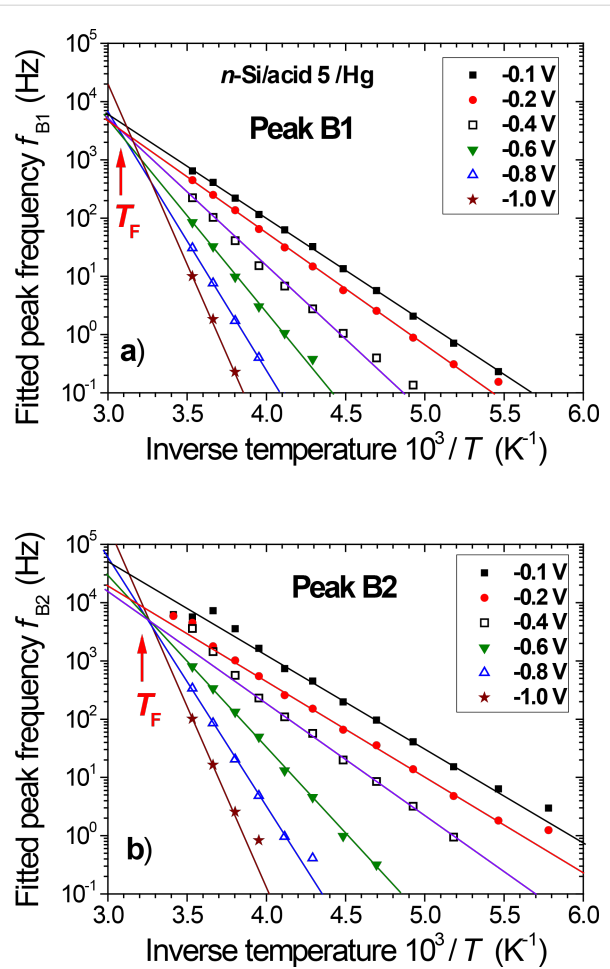 10^5
10^4
10^3
10^2
10^1
10^0
10^-1
Fitted peak frequency f_B1 (Hz)
n-Si/acid 5 /Hg
Peak B1
-0.1 V
-0.2 V
-0.4 V
-0.6 V
-0.8 V
-1.0 V
T_F
a)
3.0 3.5 4.0 4.5 5.0 5.5 6.0
Inverse temperature 10^3 / T (K^-1)
10^5
10^4
10^3
10^2
10^1
10^0
10^-1
Fitted peak frequency f_B2 (Hz)
Peak B2
-0.1 V
-0.2 V
-0.4 V
-0.6 V
-0.8 V
-1.0 V
T_F
b)
3.0 3.5 4.0 4.5 5.0 5.5 6.0
Inverse temperature 10^3 / T (K^-1)